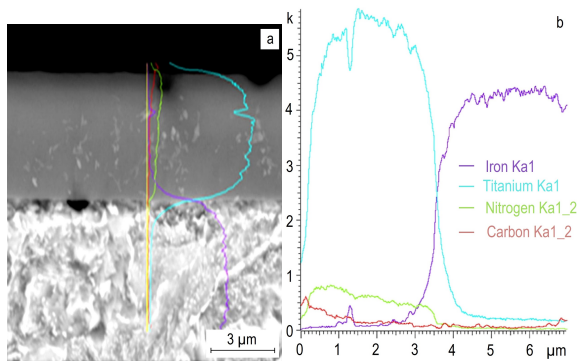 a
3 µm
k
b
5
4
3
2
1
0
Iron Ka1
Titanium Ka1
Nitrogen Ka1_2
Carbon Ka1_2
0 1 2 3 4 5 6 µm